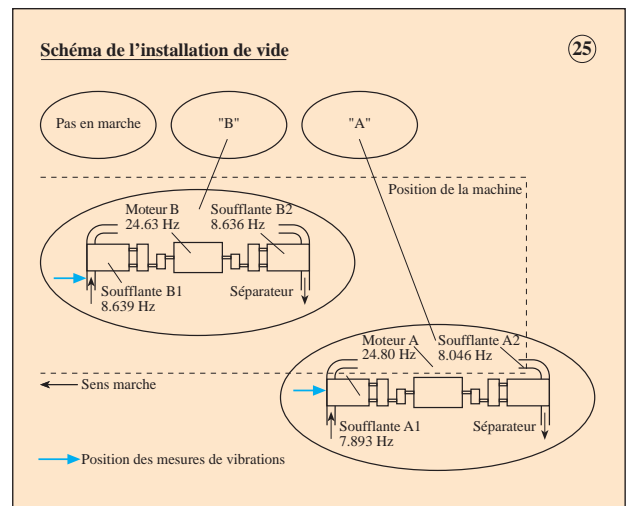 Schéma de l'installation de vide
25
Pas en marche
"B"
"A"
Position de la machine
Moteur B
24.63 Hz
Soufflante B2
8.636 Hz
Soufflante B1
8.639 Hz
Séparateur
Moteur A
24.80 Hz
Soufflante A2
8.046 Hz
Sens marche
Soufflante A1
7.893 Hz
Séparateur
Position des mesures de vibrations